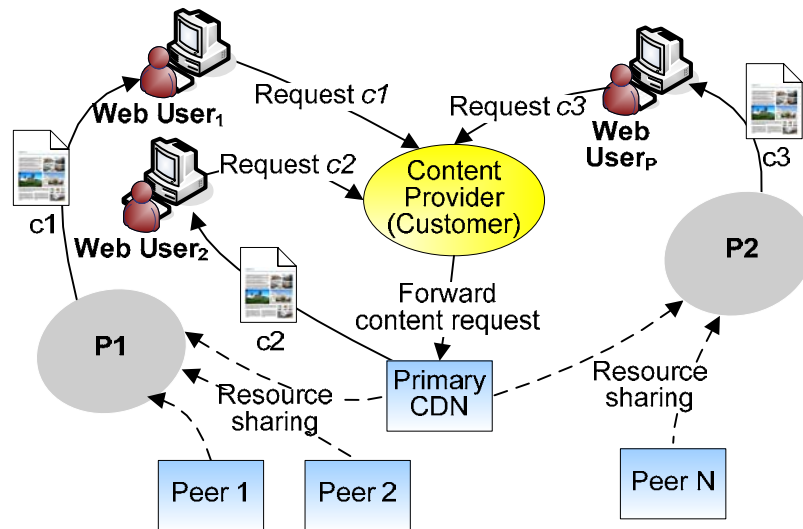 Web User₁
Request c1
Request c3
Web
User_P
Request c2
Content
Provider
(Customer)
c1
c3
Web User₂
P2
Forward
content request
c2
P1
Primary
CDN
Resource
sharing
Resource
sharing
Peer 1
Peer 2
Peer N